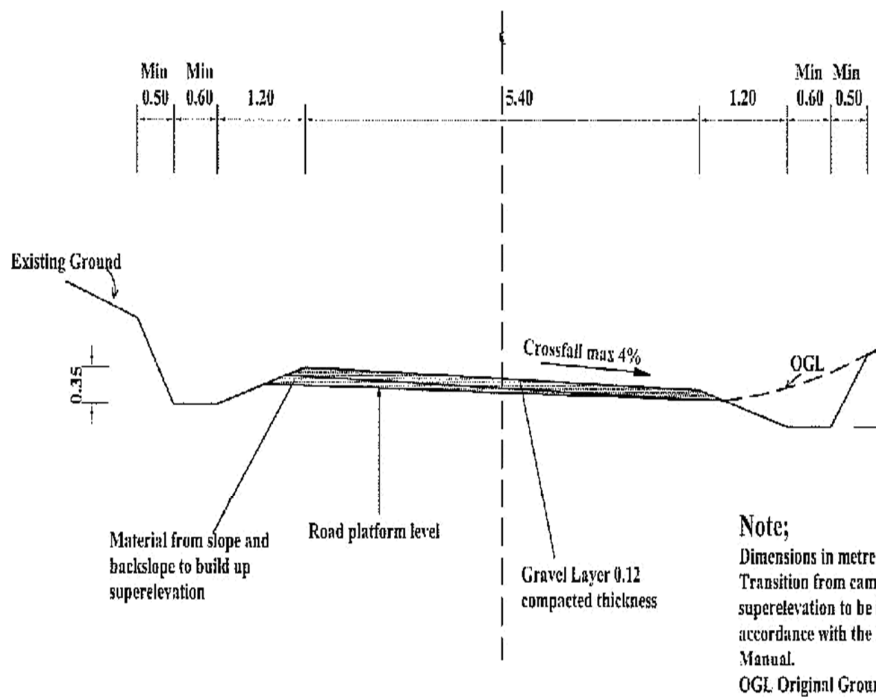 Min Min
0.50 0.60 1.20 5.40 1.20
Min Min
0.60 0.50
Existing Ground
Crossfall max 4%
OGL
0.35
Material from slope and
backslope to build up
superelevation
Road platform level
Gravel Layer 0.12
compacted thickness
Note;
Dimensions in metre
Transition from cam
superelevation to be
accordance with the
Manual.
OGL Original Groun